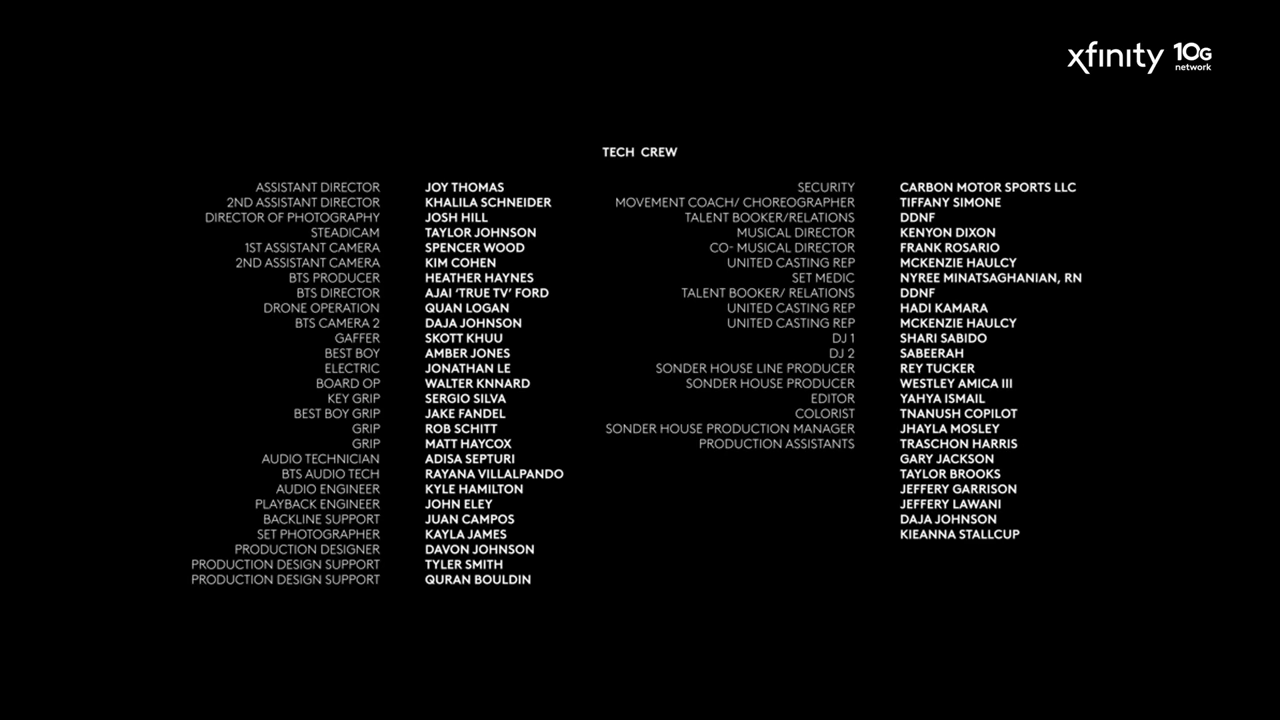 xfinity 10G
network
TECH CREW
ASSISTANT DIRECTOR JOY THOMAS
2ND ASSISTANT DIRECTOR KHALILA SCHNEIDER
DIRECTOR OF PHOTOGRAPHY JOSH HILL
STEADICAM TAYLOR JOHNSON
1ST ASSISTANT CAMERA SPENCER WOOD
2ND ASSISTANT CAMERA KIM COHEN
BTS PRODUCER HEATHER HAYNES
BTS DIRECTOR AJAI ‘TRUE TV’ FORD
DRONE OPERATION QUAN LOGAN
BTS CAMERA 2 DAJA JOHNSON
GAFFER SKOTT KHUU
BEST BOY AMBER JONES
ELECTRIC JONATHAN LE
BOARD OP WALTER KNNARD
KEY GRIP SERGIO SILVA
BEST BOY GRIP JAKE FANDEL
GRIP ROB SCHITT
GRIP MATT HAYCOX
AUDIO TECHNICIAN ADISA SEPTURI
BTS AUDIO TECH RAYANA VILLALPANDO
AUDIO ENGINEER KYLE HAMILTON
PLAYBACK ENGINEER JOHN ELEY
BACKLINE SUPPORT JUAN CAMPOS
SET PHOTOGRAPHER KAYLA JAMES
PRODUCTION DESIGNER DAVON JOHNSON
PRODUCTION DESIGN SUPPORT TYLER SMITH
PRODUCTION DESIGN SUPPORT QURAN BOULDIN
SECURITY CARBON MOTOR SPORTS LLC
MOVEMENT COACH/ CHOREOGRAPHER TIFFANY SIMONE
TALENT BOOKER/RELATIONS DDNF
MUSICAL DIRECTOR KENYON DIXON
CO- MUSICAL DIRECTOR FRANK ROSARIO
UNITED CASTING REP MCKENZIE HAULCY
SET MEDIC NYREE MINATSAGHANIAN, RN
TALENT BOOKER/ RELATIONS DDNF
UNITED CASTING REP HADI KAMARA
UNITED CASTING REP MCKENZIE HAULCY
DJ 1 SHARI SABIDO
DJ 2 SABEERAH
SONDER HOUSE LINE PRODUCER REY TUCKER
SONDER HOUSE PRODUCER WESTLEY AMICA III
EDITOR YAHYA ISMAIL
COLORIST TNANUSH COPILOT
SONDER HOUSE PRODUCTION MANAGER JHAYLA MOSLEY
PRODUCTION ASSISTANTS TRASCHON HARRIS
GARY JACKSON
TAYLOR BROOKS
JEFFERY GARRISON
JEFFERY LAWANI
DAJA JOHNSON
KIEANNA STALLCUP